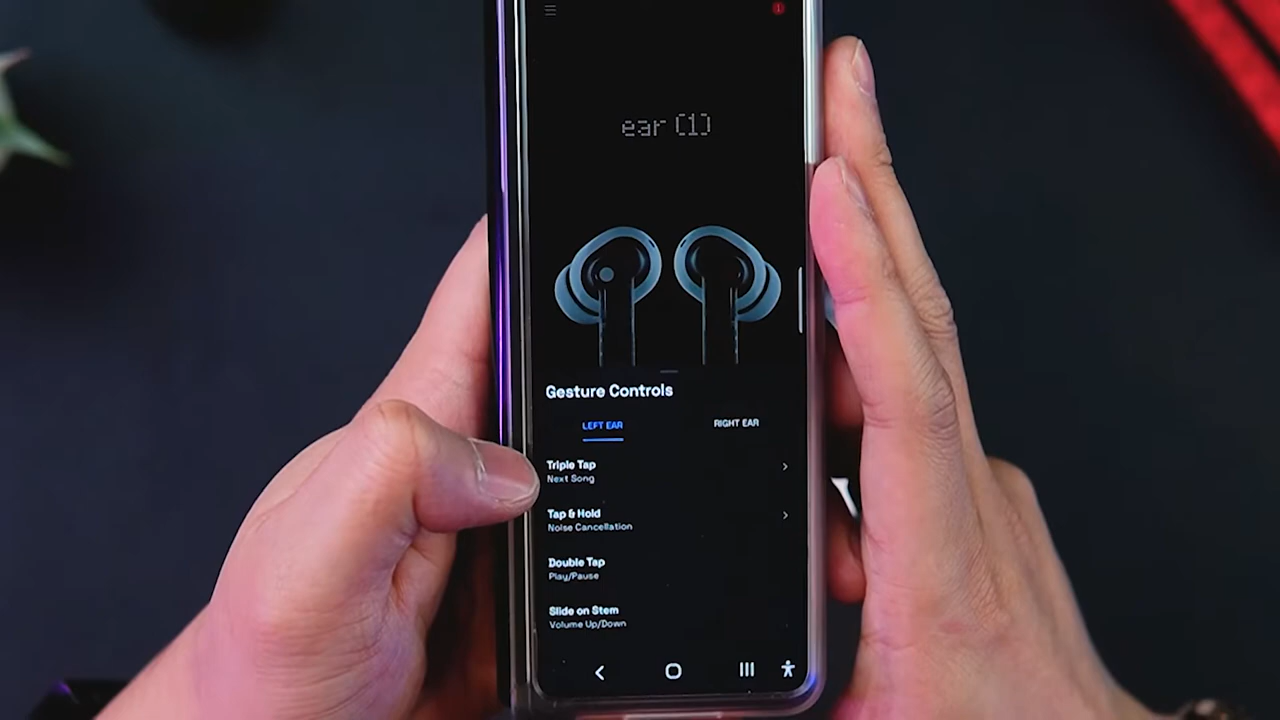 ear (1)
Gesture Controls
LEFT EAR
RIGHT EAR
Triple Tap
Next Song
Tap & Hold
Noise Cancellation
Double Tap
Play/Pause
Slide on Stem
Volume Up/Down